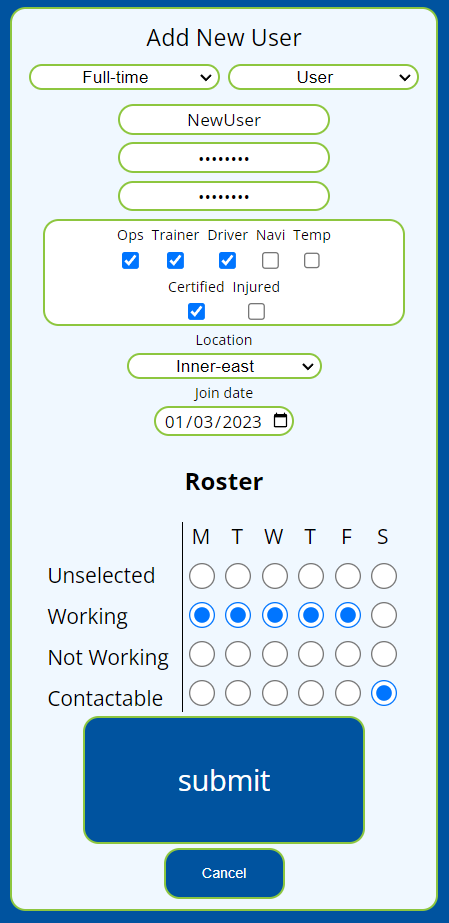 Add New User
Full-time User
NewUser
••••••••
••••••••
Ops Trainer Driver Navi Temp
Certified Injured
Location
Inner-east
Join date
01/03/2023
Roster
M T W T F S
Unselected
Working
Not Working
Contactable
submit
Cancel